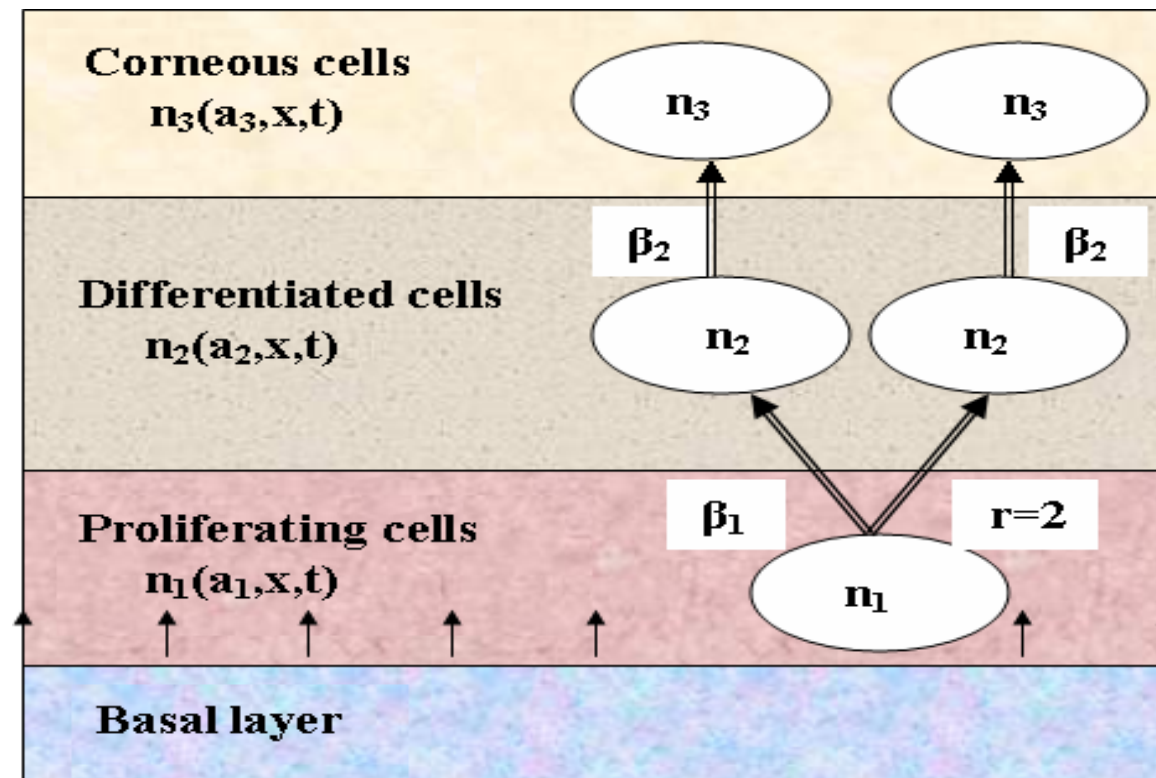 Corneous cells
n₃(a₃,x,t)
n₃
n₃
β₂
β₂
Differentiated cells
n₂(a₂,x,t)
n₂
n₂
β₁
r=2
Proliferating cells
n₁(a₁,x,t)
n₁
Basal layer